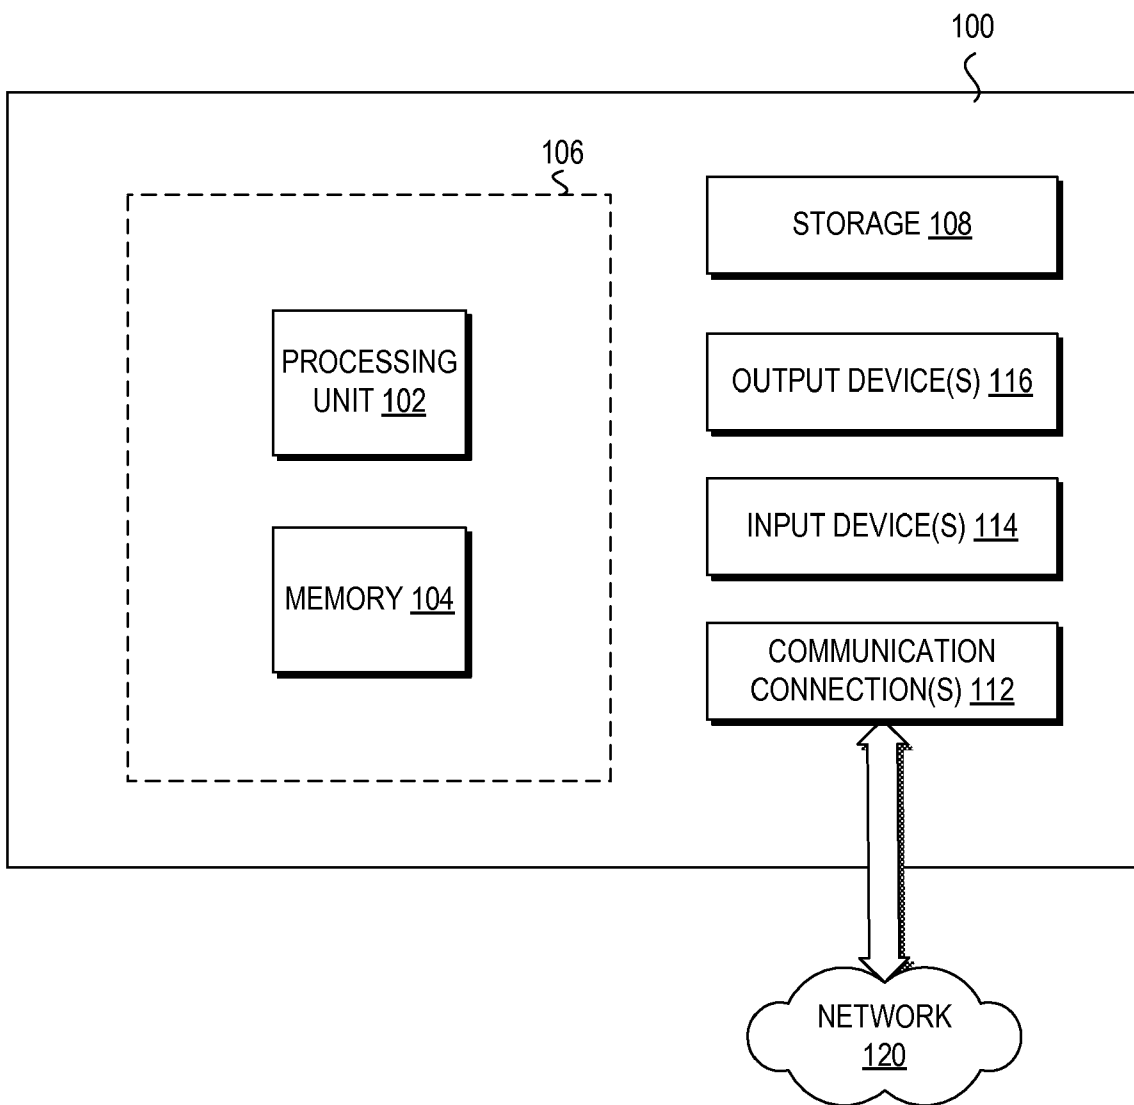 100
106
STORAGE 108
PROCESSING
UNIT 102
OUTPUT DEVICE(S) 116
INPUT DEVICE(S) 114
MEMORY 104
COMMUNICATION
CONNECTION(S) 112
NETWORK
120